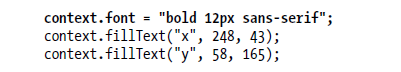 context.font = "bold 12px sans-serif";
context.fillText("x", 248, 43);
context.fillText("y", 58, 165);